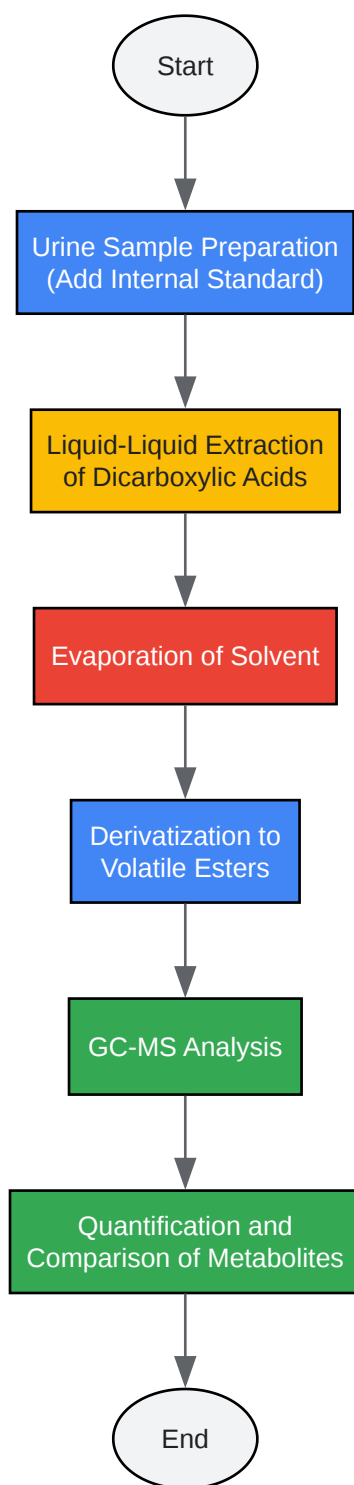 Start
Urine Sample Preparation
(Add Internal Standard)
Liquid-Liquid Extraction
of Dicarboxylic Acids
Evaporation of Solvent
Derivatization to
Volatile Esters
GC-MS Analysis
Quantification and
Comparison of Metabolites
End